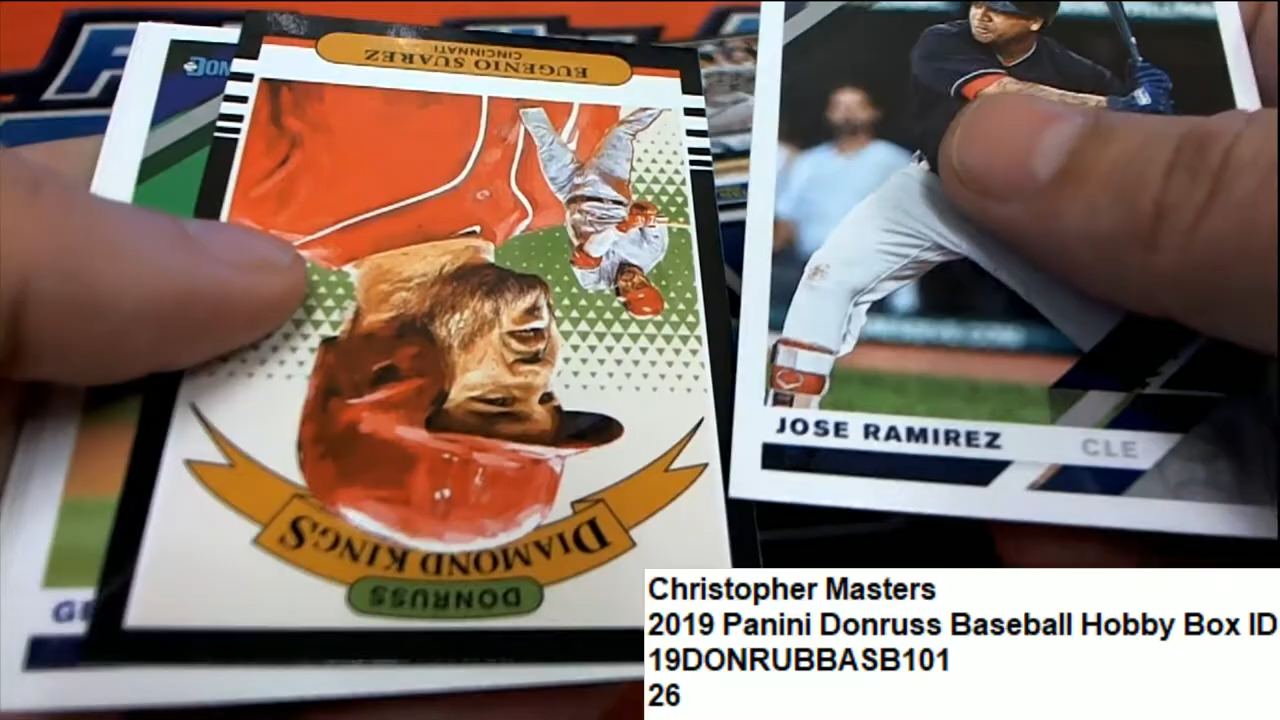 EUGENIO SUAREZ
CINCINNATI
DIAMOND KINGS
DONRUSS
JOSE RAMIREZ CLE
Christopher Masters
2019 Panini Donruss Baseball Hobby Box ID
19DONRUBBASB101
26